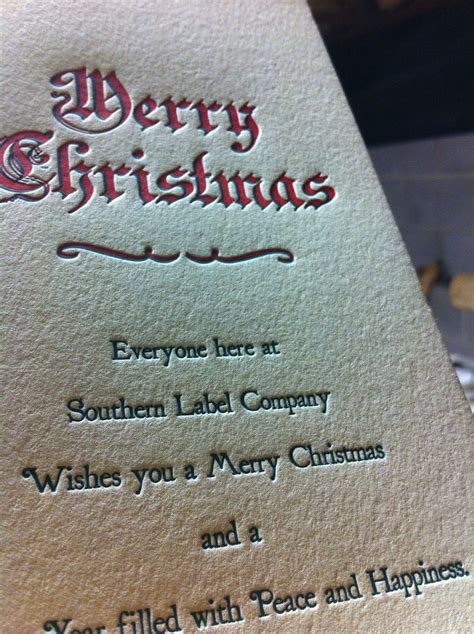 Merry
Christmas
Everyone here at
Southern Label Company
Wishes you a Merry Christmas
and a
Year filled with Peace and Happiness.